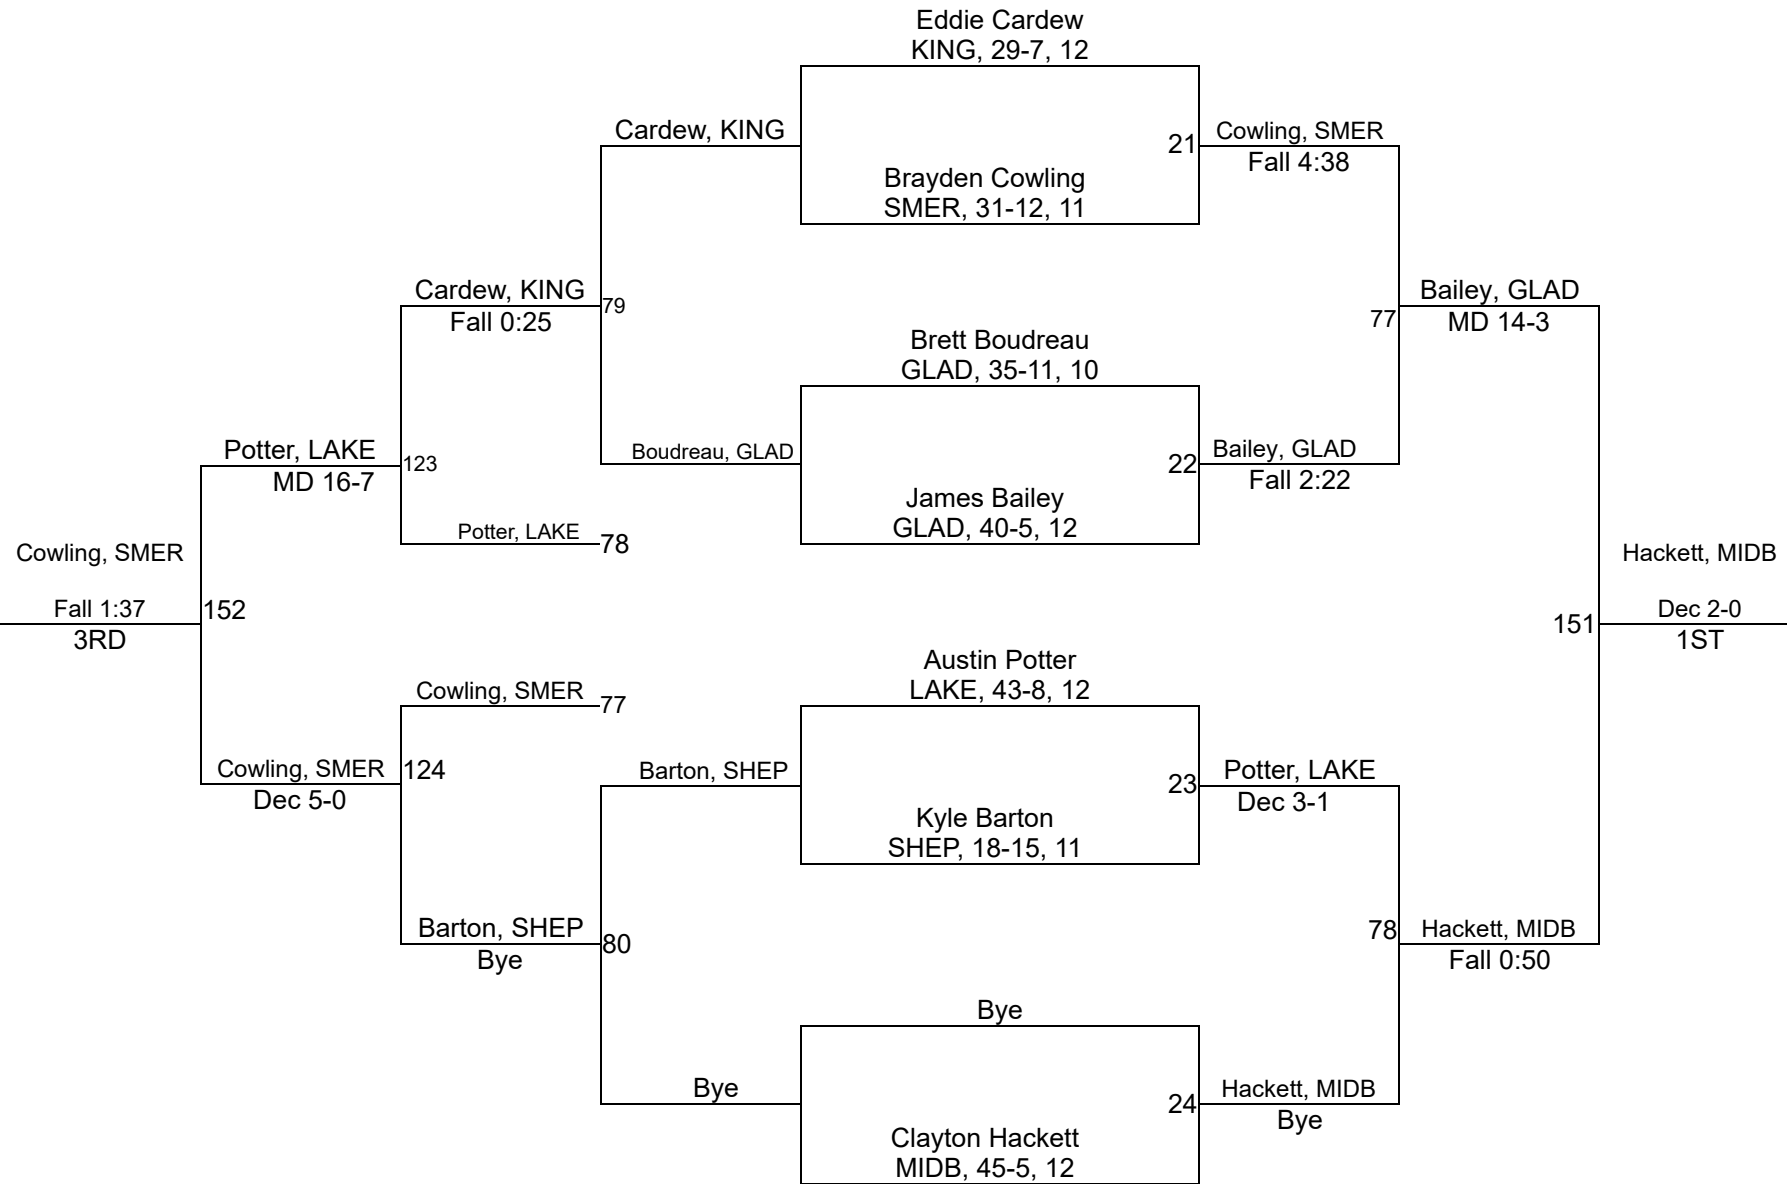 Eddie Cardew
KING, 29-7, 12
Cardew, KING
21
Cowling, SMER
Fall 4:38
Brayden Cowling
SMER, 31-12, 11
Cardew, KING
Fall 0:25
79
77
Bailey, GLAD
MD 14-3
Brett Boudreau
GLAD, 35-11, 10
Potter, LAKE
MD 16-7
123
Boudreau, GLAD
22
Bailey, GLAD
Fall 2:22
James Bailey
GLAD, 40-5, 12
Potter, LAKE
78
Cowling, SMER
Fall 1:37
3RD
152
Hackett, MIDB
Dec 2-0
1ST
151
Austin Potter
LAKE, 43-8, 12
Cowling, SMER
77
Cowling, SMER
Dec 5-0
124
Barton, SHEP
23
Potter, LAKE
Dec 3-1
Kyle Barton
SHEP, 18-15, 11
Barton, SHEP
Bye
80
78
Hackett, MIDB
Fall 0:50
Bye
Bye
24
Hackett, MIDB
Bye
Clayton Hackett
MIDB, 45-5, 12